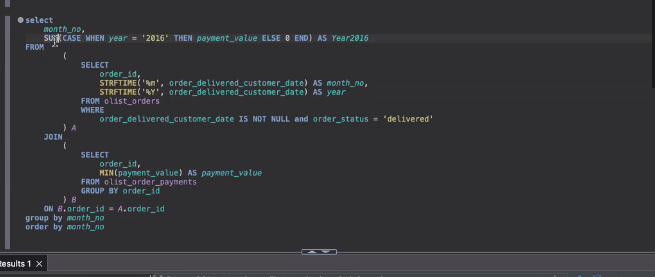 select
month_no,
SUM(CASE WHEN year = '2016' THEN payment_value ELSE 0 END) AS Year2016
FROM
(
SELECT
order_id,
STRFTIME('%m', order_delivered_customer_date) AS month_no,
STRFTIME('%Y', order_delivered_customer_date) AS year
FROM olist_orders
WHERE
order_delivered_customer_date IS NOT NULL and order_status = 'delivered'
) A
JOIN
(
SELECT
order_id,
MIN(payment_value) AS payment_value
FROM olist_order_payments
GROUP BY order_id
) B
ON B.order_id = A.order_id
group by month_no
order by month_no
Results 1